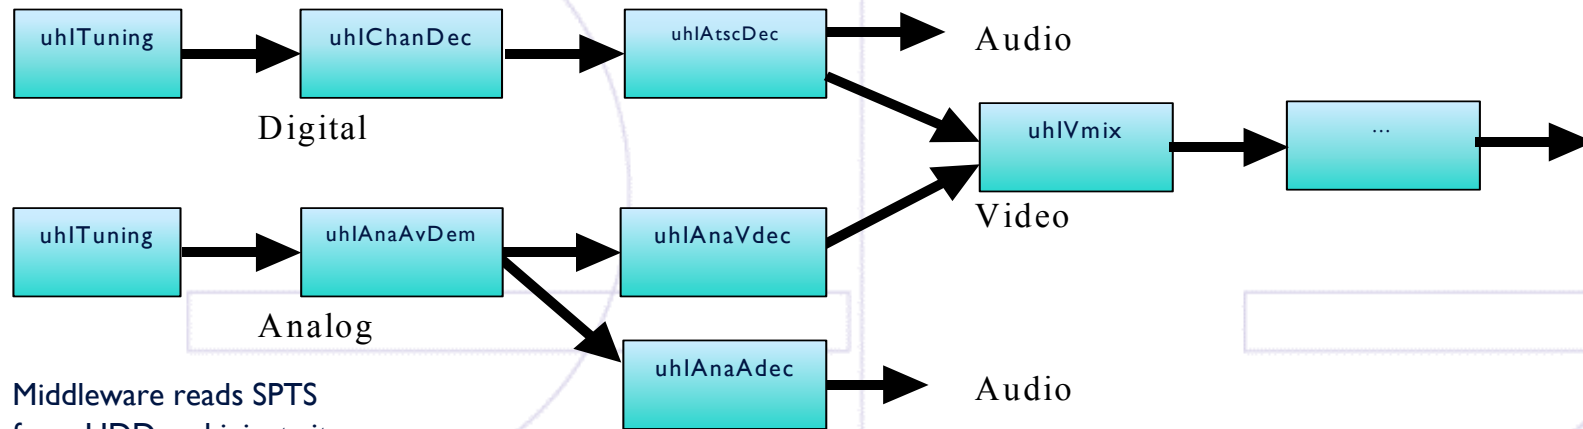 uhITuning
uhIChanDec
uhIAtscDec
Audio
Digital
uhIVmix
...
Video
uhITuning
uhIAnaAvDem
uhIAnaVdec
Analog
uhIAnaAdec
Audio
Middleware reads SPTS